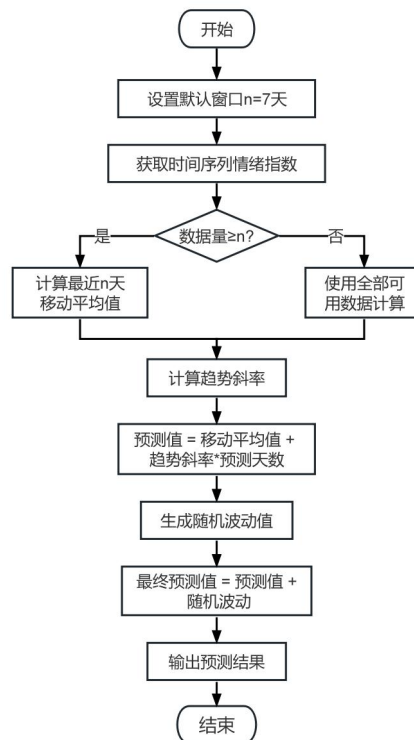 开始
设置默认窗口n=7天
获取时间序列情绪指数
数据量≥n?
是
否
计算最近n天
移动平均值
使用全部可
用数据计算
计算趋势斜率
预测值 = 移动平均值 +
趋势斜率*预测天数
生成随机波动值
最终预测值 = 预测值 +
随机波动
输出预测结果
结束